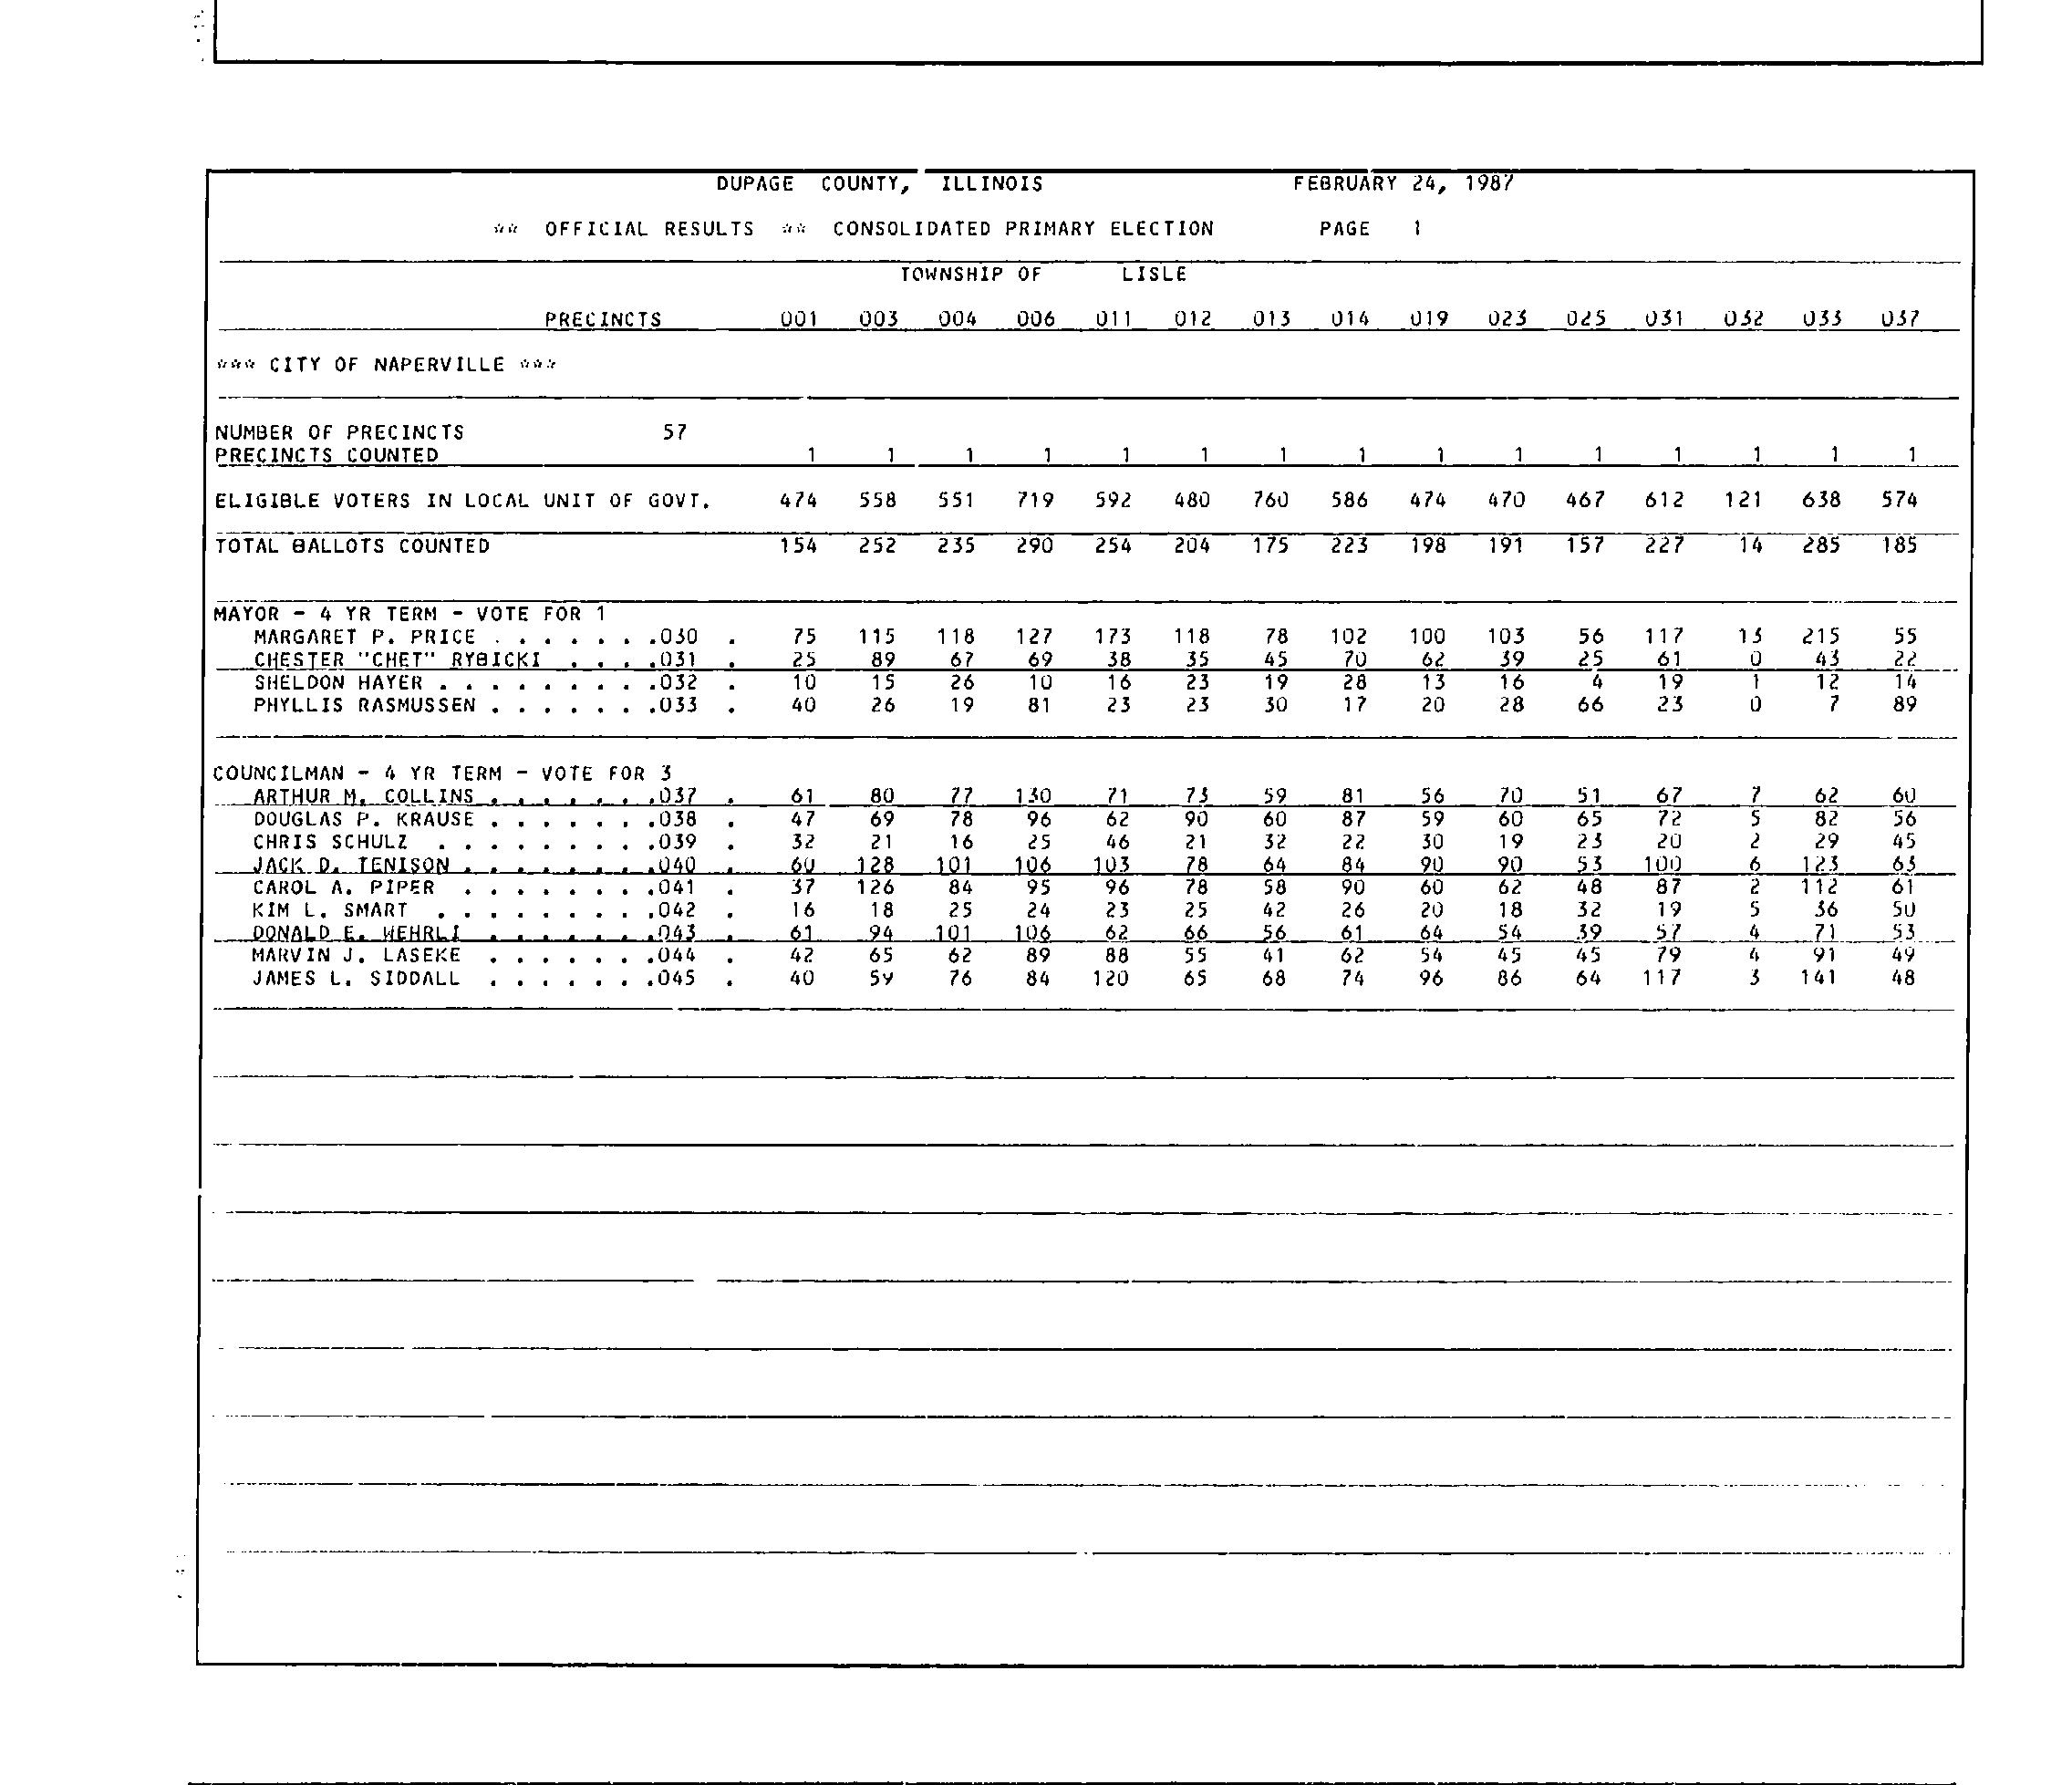 DUPAGE COUNTY, ILLINOIS FEBRUARY 24, 1987
** OFFICIAL RESULTS ** CONSOLIDATED PRIMARY ELECTION PAGE 1
TOWNSHIP OF LISLE
PRECINCTS 001 003 004 006 011 012 013 014 019 023 025 031 032 033 037
*** CITY OF NAPERVILLE ***
NUMBER OF PRECINCTS 57
PRECINCTS COUNTED 1 1 1 1 1 1 1 1 1 1 1 1 1 1 1
ELIGIBLE VOTERS IN LOCAL UNIT OF GOVT. 474 558 551 719 592 480 760 586 474 470 467 612 121 638 574
TOTAL BALLOTS COUNTED 154 252 235 290 254 204 175 223 198 191 157 227 14 285 185
MAYOR - 4 YR TERM - VOTE FOR 1
MARGARET P. PRICE . . . . . . .030 . 75 115 118 127 173 118 78 102 100 103 56 117 13 215 55
CHESTER "CHET" RYBICKI . . . .031 . 25 89 67 69 38 35 45 70 62 39 25 61 0 43 22
SHELDON HAYER . . . . . . . . .032 . 10 15 26 10 16 23 19 28 13 16 4 19 1 12 14
PHYLLIS RASMUSSEN . . . . . . .033 . 40 26 19 81 23 23 30 17 20 28 66 23 0 7 89
COUNCILMAN - 4 YR TERM - VOTE FOR 3
ARTHUR M. COLLINS . . . . . . .037 . 61 80 77 130 71 73 59 81 56 70 51 67 7 62 60
DOUGLAS P. KRAUSE . . . . . . .038 . 47 69 78 96 62 90 60 87 59 60 65 72 5 82 56
CHRIS SCHULZ . . . . . . . . .039 . 32 21 16 25 46 21 32 22 30 19 23 20 2 29 45
JACK D. TENISON . . . . . . . .040 . 60 128 101 106 103 78 64 84 90 90 53 100 6 123 63
CAROL A. PIPER . . . . . . . .041 . 37 126 84 95 96 78 58 90 60 62 48 87 2 112 61
KIM L. SMART . . . . . . . . .042 . 16 18 25 24 23 25 42 26 20 18 32 19 5 36 50
DONALD E. WEHRLI . . . . . . .043 . 61 94 101 106 62 66 56 61 64 54 39 57 4 71 53
MARVIN J. LASEKE . . . . . . .044 . 42 65 62 89 88 55 41 62 54 45 45 79 4 91 49
JAMES L. SIDDALL . . . . . . .045 . 40 59 76 84 120 65 68 74 96 86 64 117 3 141 48